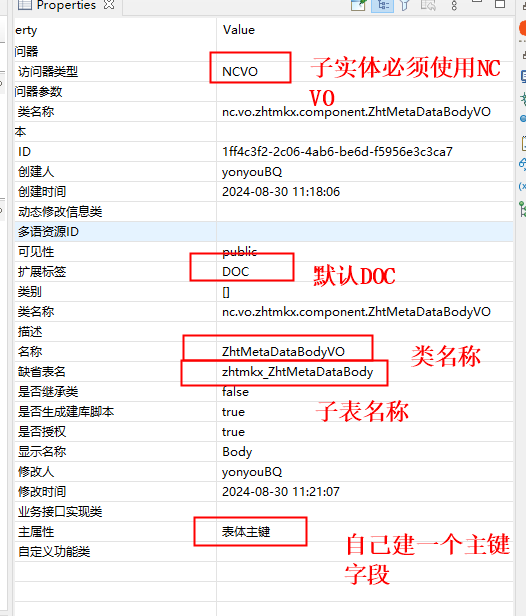 Properties
erty Value
问器
访问器类型 NCVO
子实体必须使用NC
VO
问器参数
类名称 nc.vo.zhtmkx.component.ZhtMetaDataBodyVO
本
ID 1ff4c3f2-2c06-4ab6-be6d-f5956e3c3ca7
创建人 yonyouBQ
创建时间 2024-08-30 11:18:06
动态修改信息类
多语资源ID
可见性 public
扩展标签 DOC
默认DOC
类别 []
类名称 nc.vo.zhtmkx.component.ZhtMetaDataBodyVO
描述
名称 ZhtMetaDataBodyVO
类名称
缺省表名 zhtmkx_ZhtMetaDataBody
是否继承类 false
子表名称
是否生成建库脚本 true
是否授权 true
显示名称 Body
修改人 yonyouBQ
修改时间 2024-08-30 11:21:07
业务接口实现类
主属性 表体主键
自己建一个主键
字段
自定义功能类